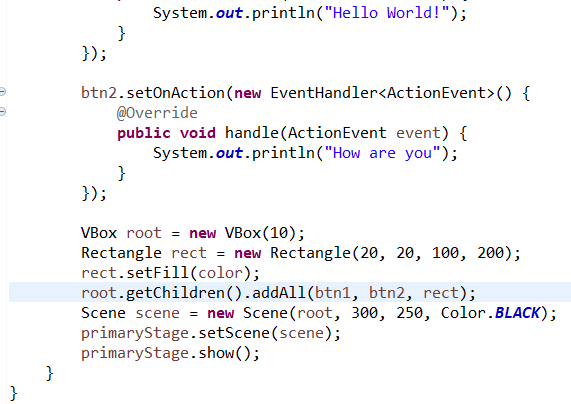 System.out.println("Hello World!");
}
});
btn2.setOnAction(new EventHandler<ActionEvent>() {
@Override
public void handle(ActionEvent event) {
System.out.println("How are you");
}
});
VBox root = new VBox(10);
Rectangle rect = new Rectangle(20, 20, 100, 200);
rect.setFill(color);
root.getChildren().addAll(btn1, btn2, rect);
Scene scene = new Scene(root, 300, 250, Color.BLACK);
primaryStage.setScene(scene);
primaryStage.show();
}
}